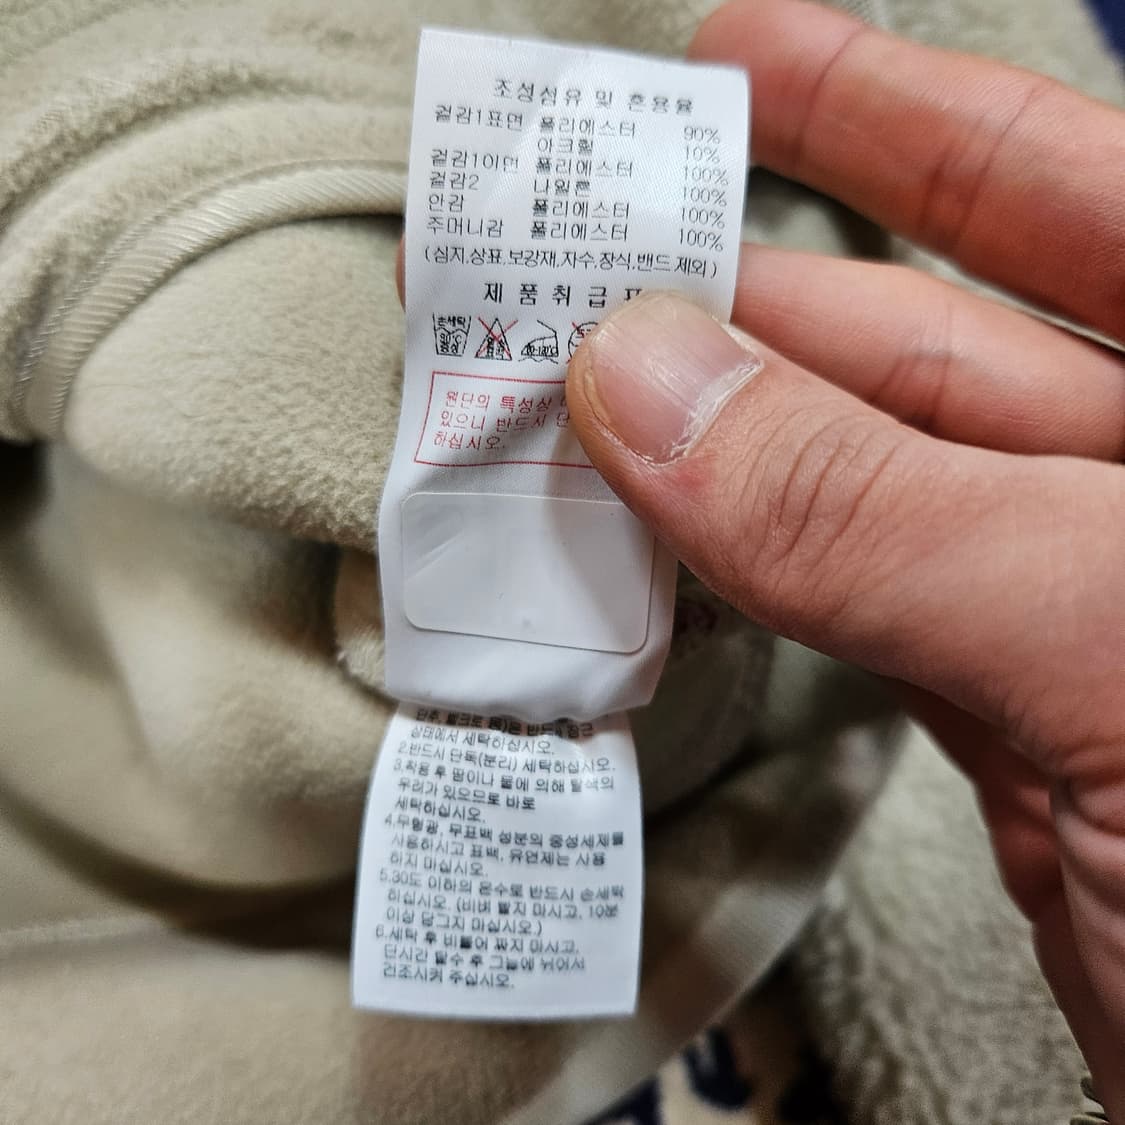 조성섬유 및 혼용율
겉감1표면 폴리에스터 90%
아크릴 10%
겉감1이면 폴리에스터 100%
겉감2 나일론 100%
안감 폴리에스터 100%
주머니감 폴리에스터 100%
(심지,상표,보강재,자수,장식,밴드 제외)
제 품 취 급
손세탁
원단의 특성상
있으니 반드시 단
하십시오.
상태에서 세탁하십시오.
2.반드시 단독(분리) 세탁하십시오.
3.착용 후 땀이나 물에 의해 탈색의
우려가 있으므로 바로
세탁하십시오.
4.무형광, 무표백 성분의 중성세제를
사용하시고 표백, 유연제는 사용
하지 마십시오.
5.30도 이하의 온수로 반드시 손세탁
하십시오. (비벼 빨지 마시고, 10분
이상 담그지 마십시오.)
6.세탁 후 비틀어 짜지 마시고,
단시간 탈수 후 그늘에 뉘어서
건조시켜 주십시오.